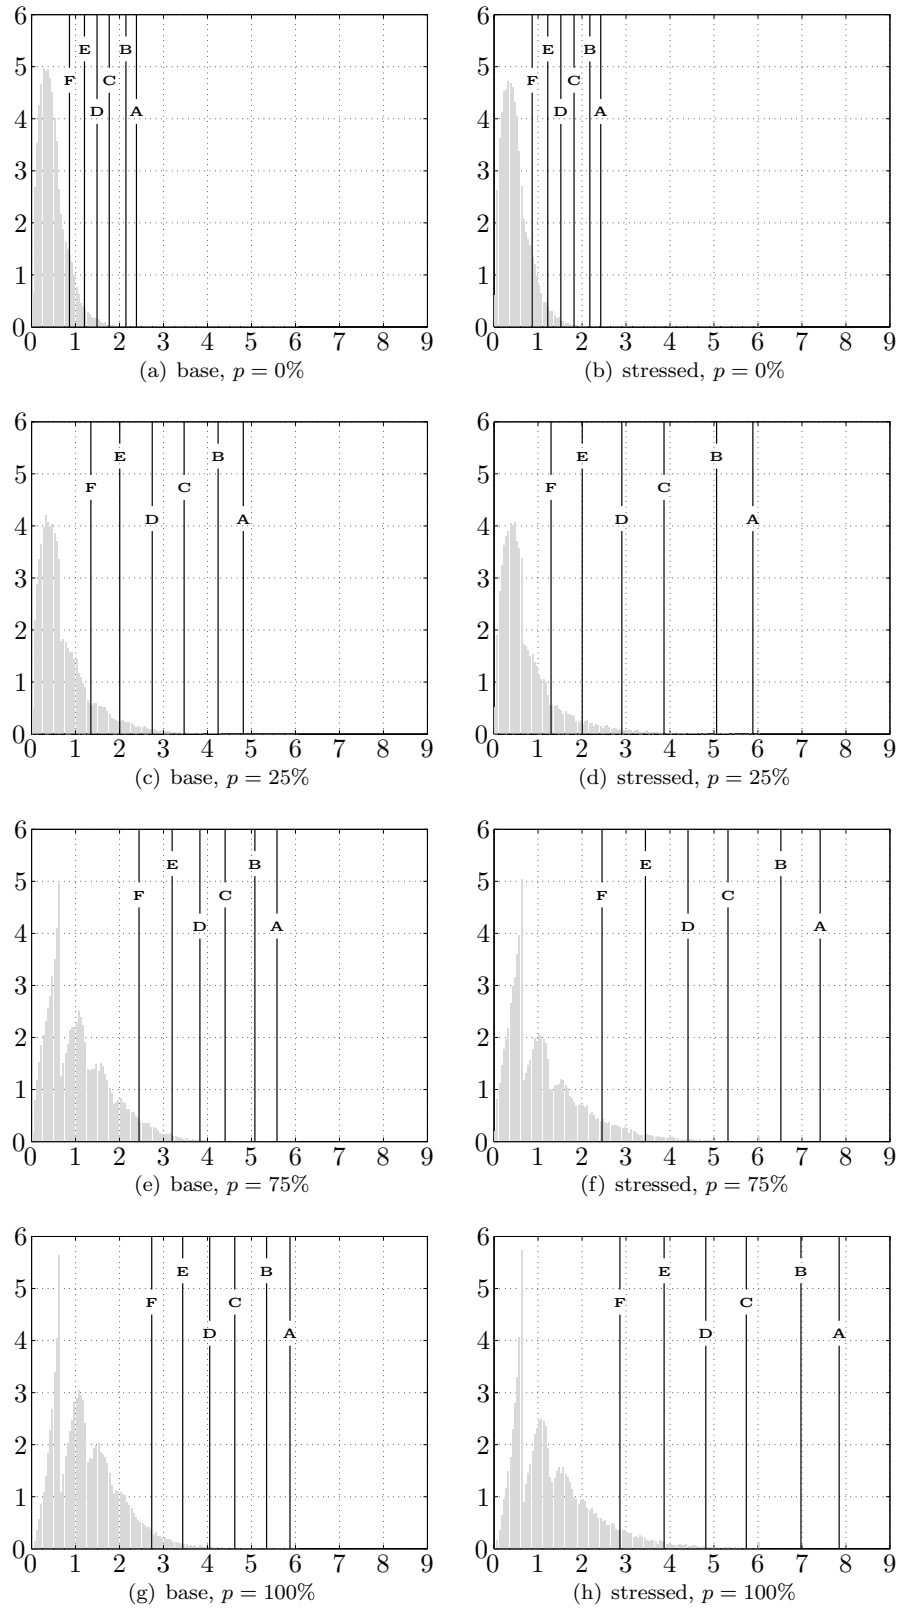 6
5
4
3
2
1
0
E B
F C
D A
0 1 2 3 4 5 6 7 8 9
(a) base, p = 0%
6
5
4
3
2
1
0
E B
F C
D A
0 1 2 3 4 5 6 7 8 9
(b) stressed, p = 0%
6
5
4
3
2
1
0
E B
F C
D A
0 1 2 3 4 5 6 7 8 9
(c) base, p = 25%
6
5
4
3
2
1
0
E B
F C
D A
0 1 2 3 4 5 6 7 8 9
(d) stressed, p = 25%
6
5
4
3
2
1
0
E B
F C
D A
0 1 2 3 4 5 6 7 8 9
(e) base, p = 75%
6
5
4
3
2
1
0
E B
F C
D A
0 1 2 3 4 5 6 7 8 9
(f) stressed, p = 75%
6
5
4
3
2
1
0
E B
F C
D A
0 1 2 3 4 5 6 7 8 9
(g) base, p = 100%
6
5
4
3
2
1
0
E B
F C
D A
0 1 2 3 4 5 6 7 8 9
(h) stressed, p = 100%